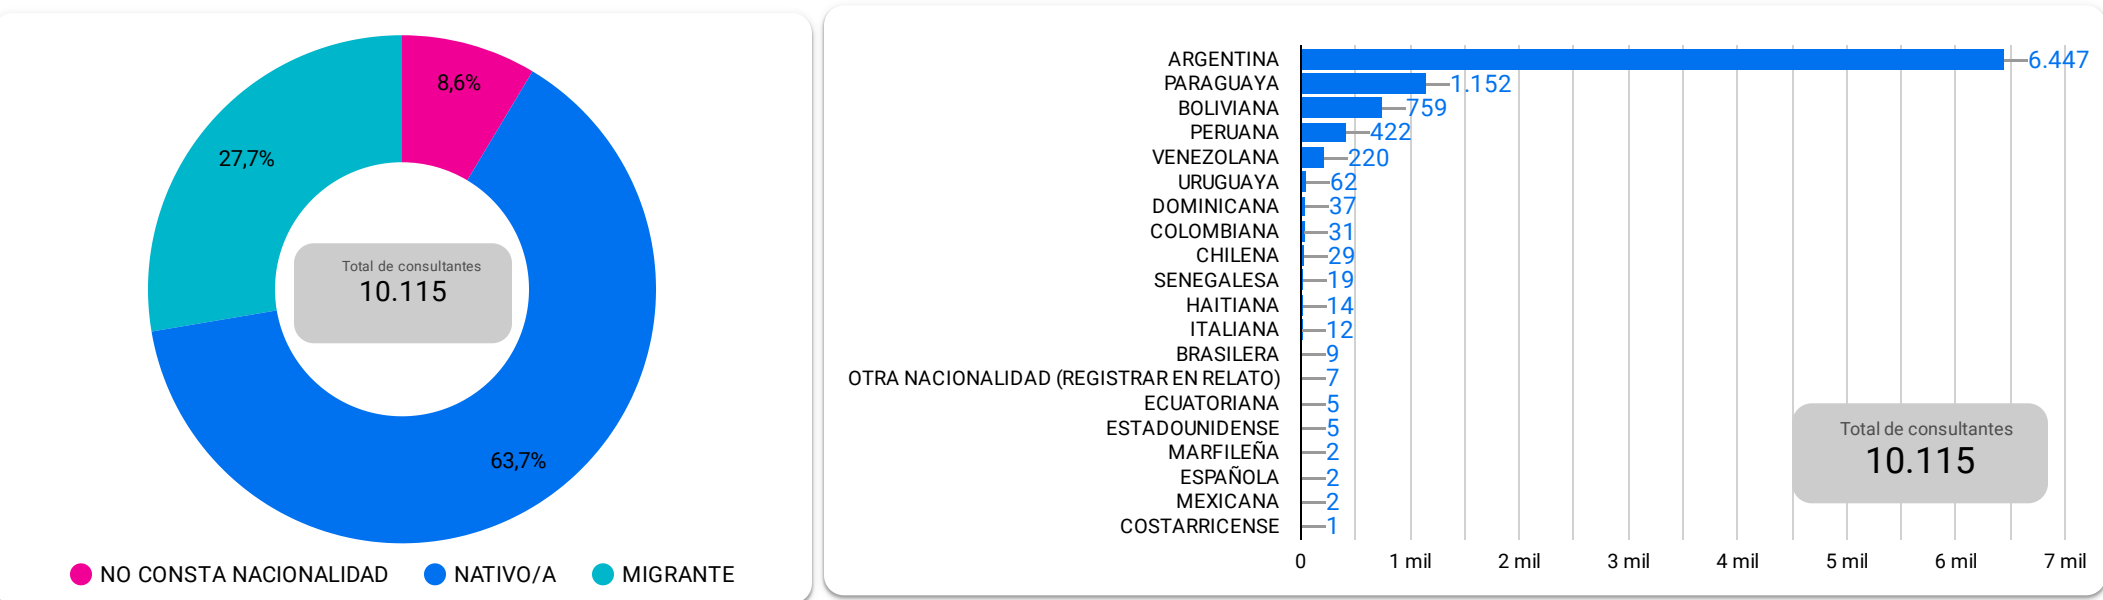 8,6%
27,7%
Total de consultantes
10.115
63,7%
NO CONSTA NACIONALIDAD NATIVO/A MIGRANTE
ARGENTINA 6.447
PARAGUAYA 1.152
BOLIVIANA 759
PERUANA 422
VENEZOLANA 220
URUGUAYA 62
DOMINICANA 37
COLOMBIANA 31
CHILENA 29
SENEGALESA 19
HAITIANA 14
ITALIANA 12
BRASILERA 9
OTRA NACIONALIDAD (REGISTRAR EN RELATO) 7
ECUATORIANA 5
ESTADOUNIDENSE 5
MARFILEÑA 2
ESPAÑOLA 2
MEXICANA 2
COSTARRICENSE 1
Total de consultantes
10.115
0 1 mil 2 mil 3 mil 4 mil 5 mil 6 mil 7 mil